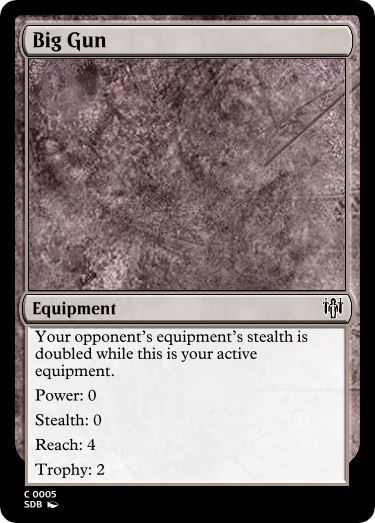 Big Gun
Equipment
Your opponent's equipment's stealth is
doubled while this is your active
equipment.
Power: 0
Stealth: 0
Reach: 4
Trophy: 2
C 0005
SDB